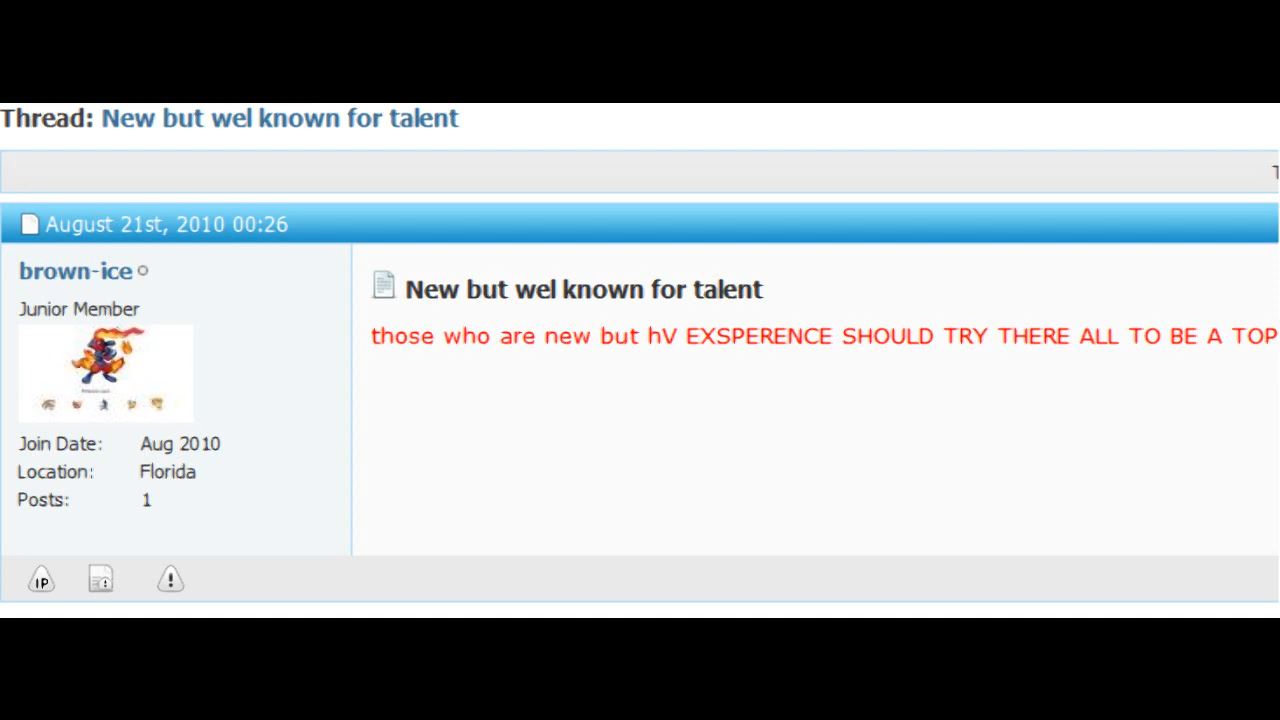 Thread: New but wel known for talent
August 21st, 2010 00:26
brown-ice
Junior Member
Join Date: Aug 2010
Location: Florida
Posts: 1
New but wel known for talent
those who are new but hV EXSPERENCE SHOULD TRY THERE ALL TO BE A TOP
IP